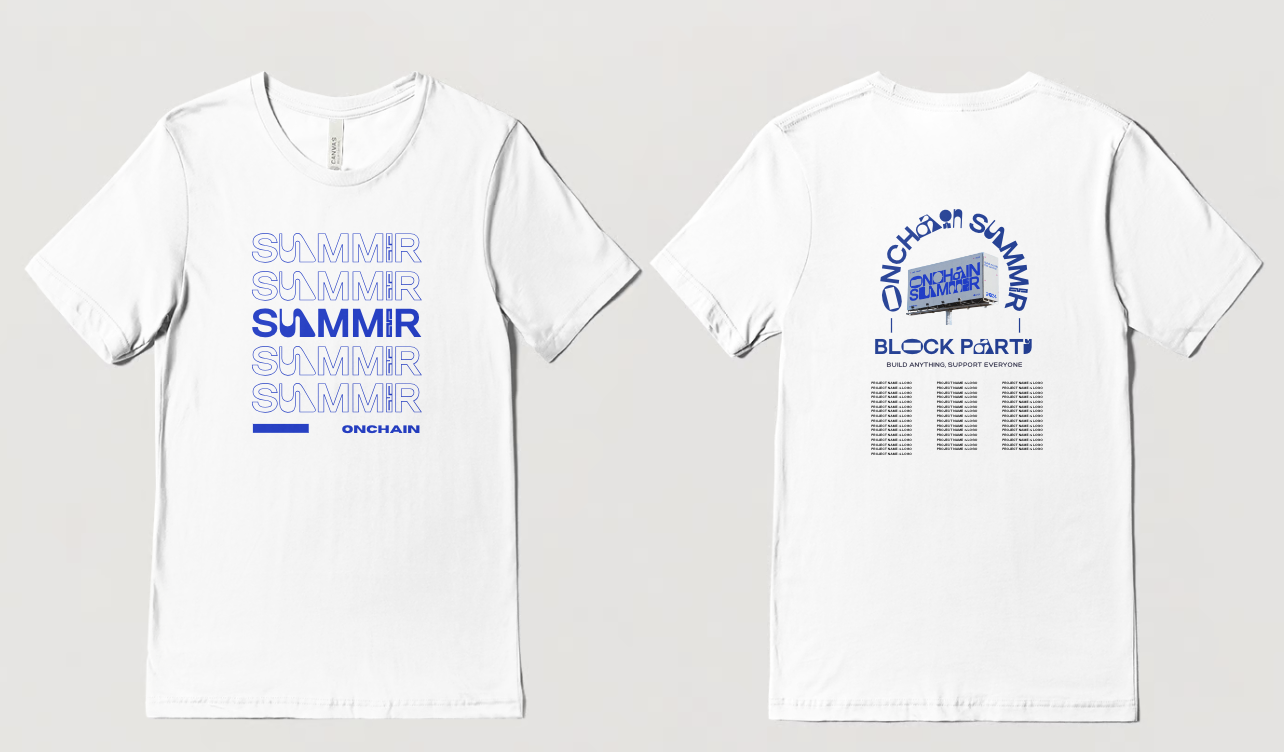 CANVAS
SUMMER
SUMMER
SUMMER
SUMMER
SUMMER
ONCHAIN
ONCHAIN SUMMER
ONCHAIN
SUMMER
BLOCK PARTY
BUILD ANYTHING, SUPPORT EVERYONE
PROJECT NAME & LOGO PROJECT NAME & LOGO PROJECT NAME & LOGO
PROJECT NAME & LOGO PROJECT NAME & LOGO PROJECT NAME & LOGO
PROJECT NAME & LOGO PROJECT NAME & LOGO PROJECT NAME & LOGO
PROJECT NAME & LOGO PROJECT NAME & LOGO PROJECT NAME & LOGO
PROJECT NAME & LOGO PROJECT NAME & LOGO PROJECT NAME & LOGO
PROJECT NAME & LOGO PROJECT NAME & LOGO PROJECT NAME & LOGO
PROJECT NAME & LOGO PROJECT NAME & LOGO PROJECT NAME & LOGO
PROJECT NAME & LOGO PROJECT NAME & LOGO PROJECT NAME & LOGO
PROJECT NAME & LOGO PROJECT NAME & LOGO PROJECT NAME & LOGO
PROJECT NAME & LOGO PROJECT NAME & LOGO PROJECT NAME & LOGO
PROJECT NAME & LOGO PROJECT NAME & LOGO PROJECT NAME & LOGO
PROJECT NAME & LOGO PROJECT NAME & LOGO PROJECT NAME & LOGO
PROJECT NAME & LOGO PROJECT NAME & LOGO PROJECT NAME & LOGO
PROJECT NAME & LOGO